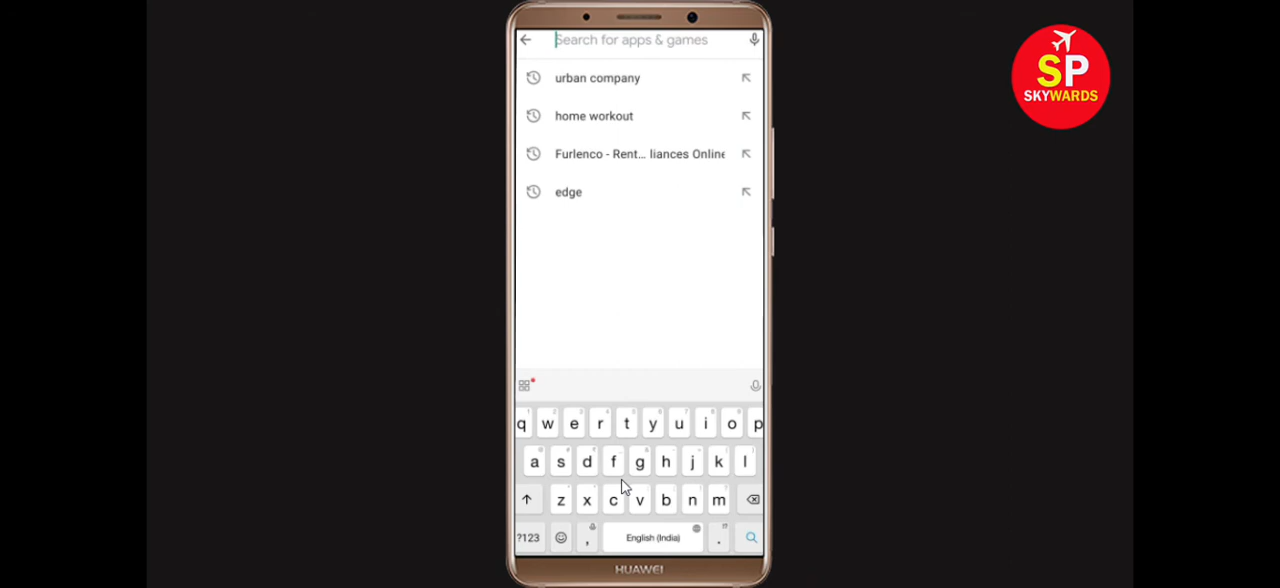 Search for apps & games
urban company
home workout
Furlenco - Rent... liances Online
edge
q w e r t y u i o p
a s d f g h j k l
z x c v b n m
?123 , English (India) .
HUAWEI
SP
SKYWARDS